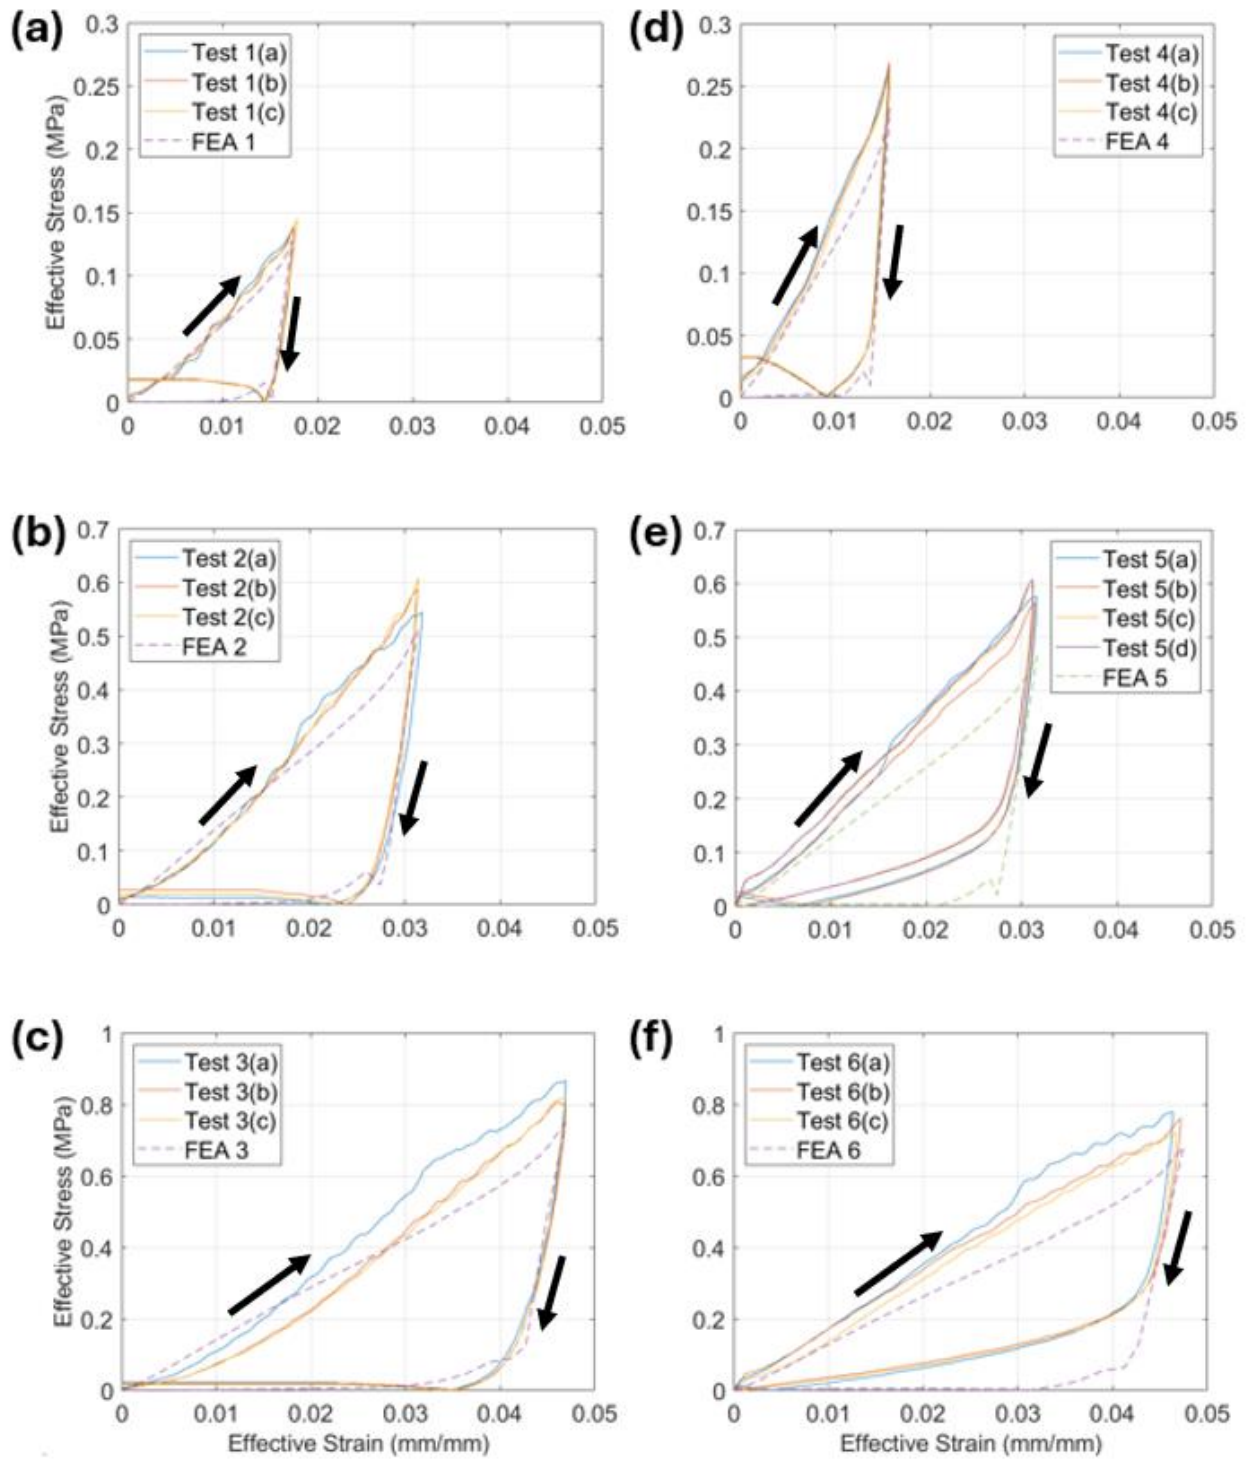 (a)
0.3
0.25
0.2
0.15
0.1
0.05
0
Effective Stress (MPa)
Test 1(a)
Test 1(b)
Test 1(c)
FEA 1
0 0.01 0.02 0.03 0.04 0.05
(d)
0.3
0.25
0.2
0.15
0.1
0.05
0
Test 4(a)
Test 4(b)
Test 4(c)
FEA 4
0 0.01 0.02 0.03 0.04 0.05
(b)
0.7
0.6
0.5
0.4
0.3
0.2
0.1
0
Effective Stress (MPa)
Test 2(a)
Test 2(b)
Test 2(c)
FEA 2
0 0.01 0.02 0.03 0.04 0.05
(e)
0.7
0.6
0.5
0.4
0.3
0.2
0.1
0
Test 5(a)
Test 5(b)
Test 5(c)
Test 5(d)
FEA 5
0 0.01 0.02 0.03 0.04 0.05
(c)
1
0.8
0.6
0.4
0.2
0
Effective Stress (MPa)
Test 3(a)
Test 3(b)
Test 3(c)
FEA 3
0 0.01 0.02 0.03 0.04 0.05
Effective Strain (mm/mm)
(f)
1
0.8
0.6
0.4
0.2
0
Test 6(a)
Test 6(b)
Test 6(c)
FEA 6
0 0.01 0.02 0.03 0.04 0.05
Effective Strain (mm/mm)